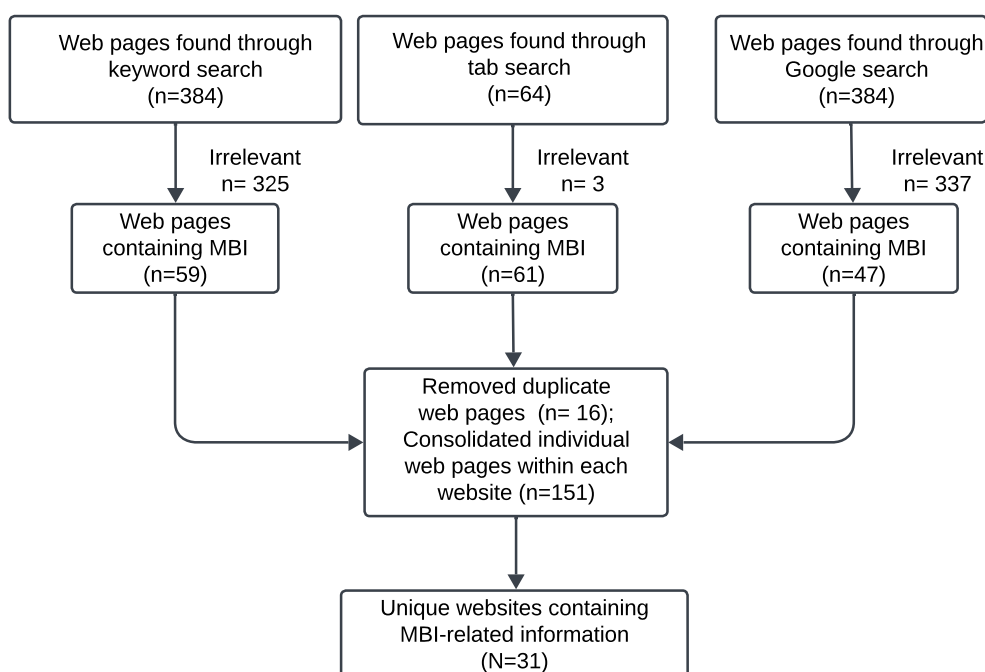 Web pages found through
keyword search
(n=384)
Web pages found through
tab search
(n=64)
Web pages found through
Google search
(n=384)
Irrelevant
n= 325
Irrelevant
n= 3
Irrelevant
n= 337
Web pages
containing MBI
(n=59)
Web pages
containing MBI
(n=61)
Web pages
containing MBI
(n=47)
Removed duplicate
web pages  (n= 16);
Consolidated individual
web pages within each
website (n=151)
Unique websites containing
MBI-related information
(N=31)